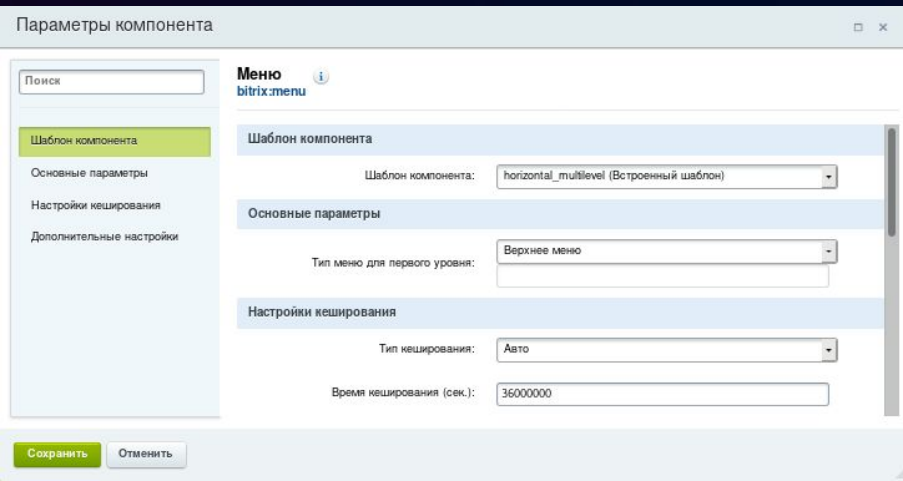 Параметры компонента
Поиск
Шаблон компонента
Основные параметры
Настройки кеширования
Дополнительные настройки
Меню
bitrix:menu
Шаблон компонента
Шаблон компонента: horizontal_multilevel (Встроенный шаблон)
Основные параметры
Тип меню для первого уровня: Верхнее меню
Настройки кеширования
Тип кеширования: Авто
Время кеширования (сек.): 36000000
Сохранить Отменить